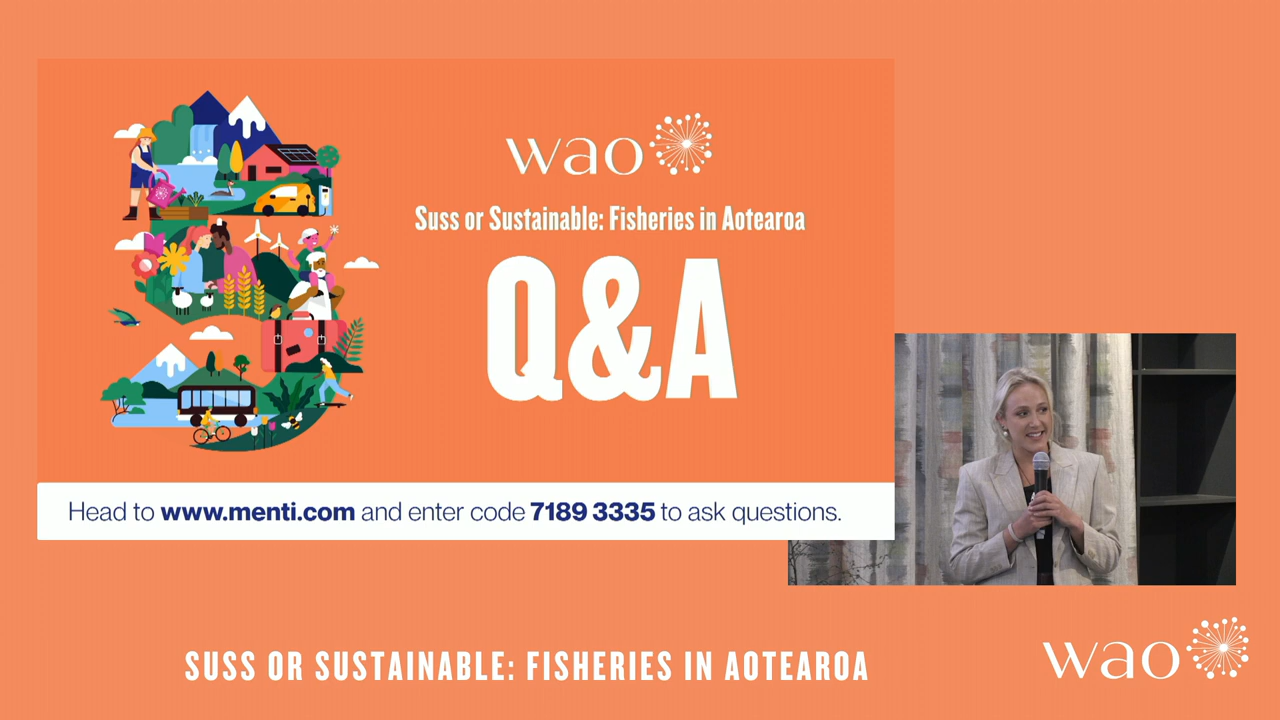 wao
Suss or Sustainable: Fisheries in Aotearoa
Q&A
Head to www.menti.com and enter code 7189 3335 to ask questions.
SUSS OR SUSTAINABLE: FISHERIES IN AOTEAROA
wao